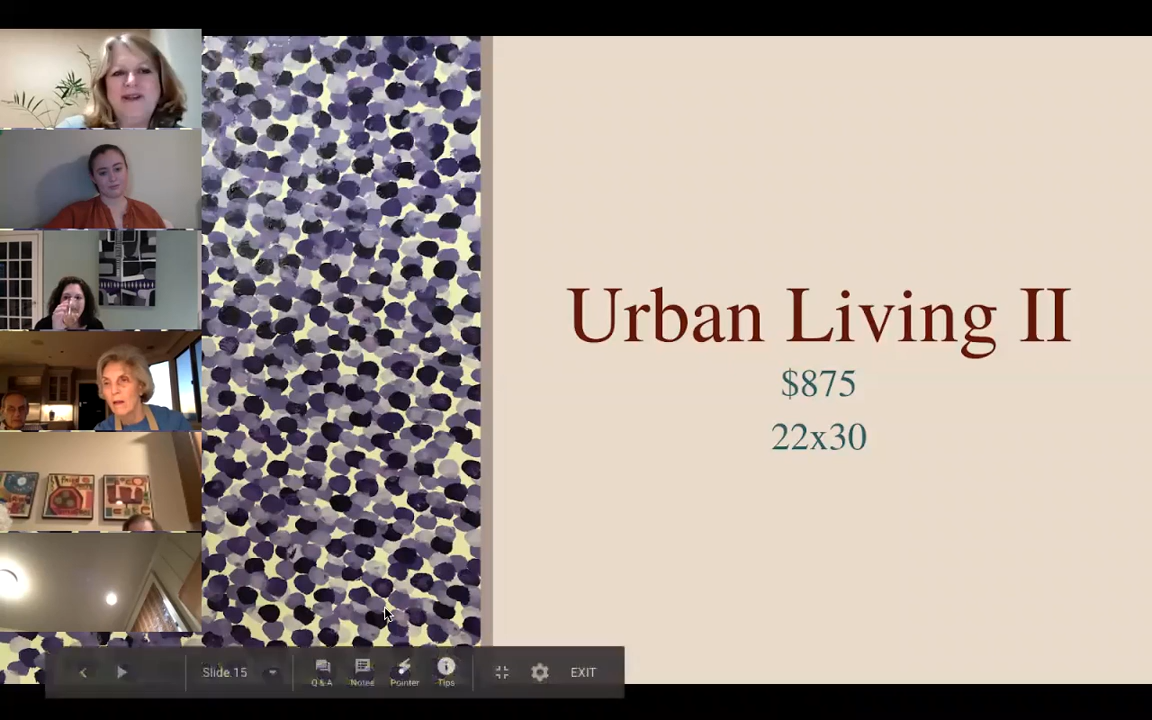 Urban Living II
$875
22x30
Slide 15
Q & A
Notes
Pointer
Tips
EXIT